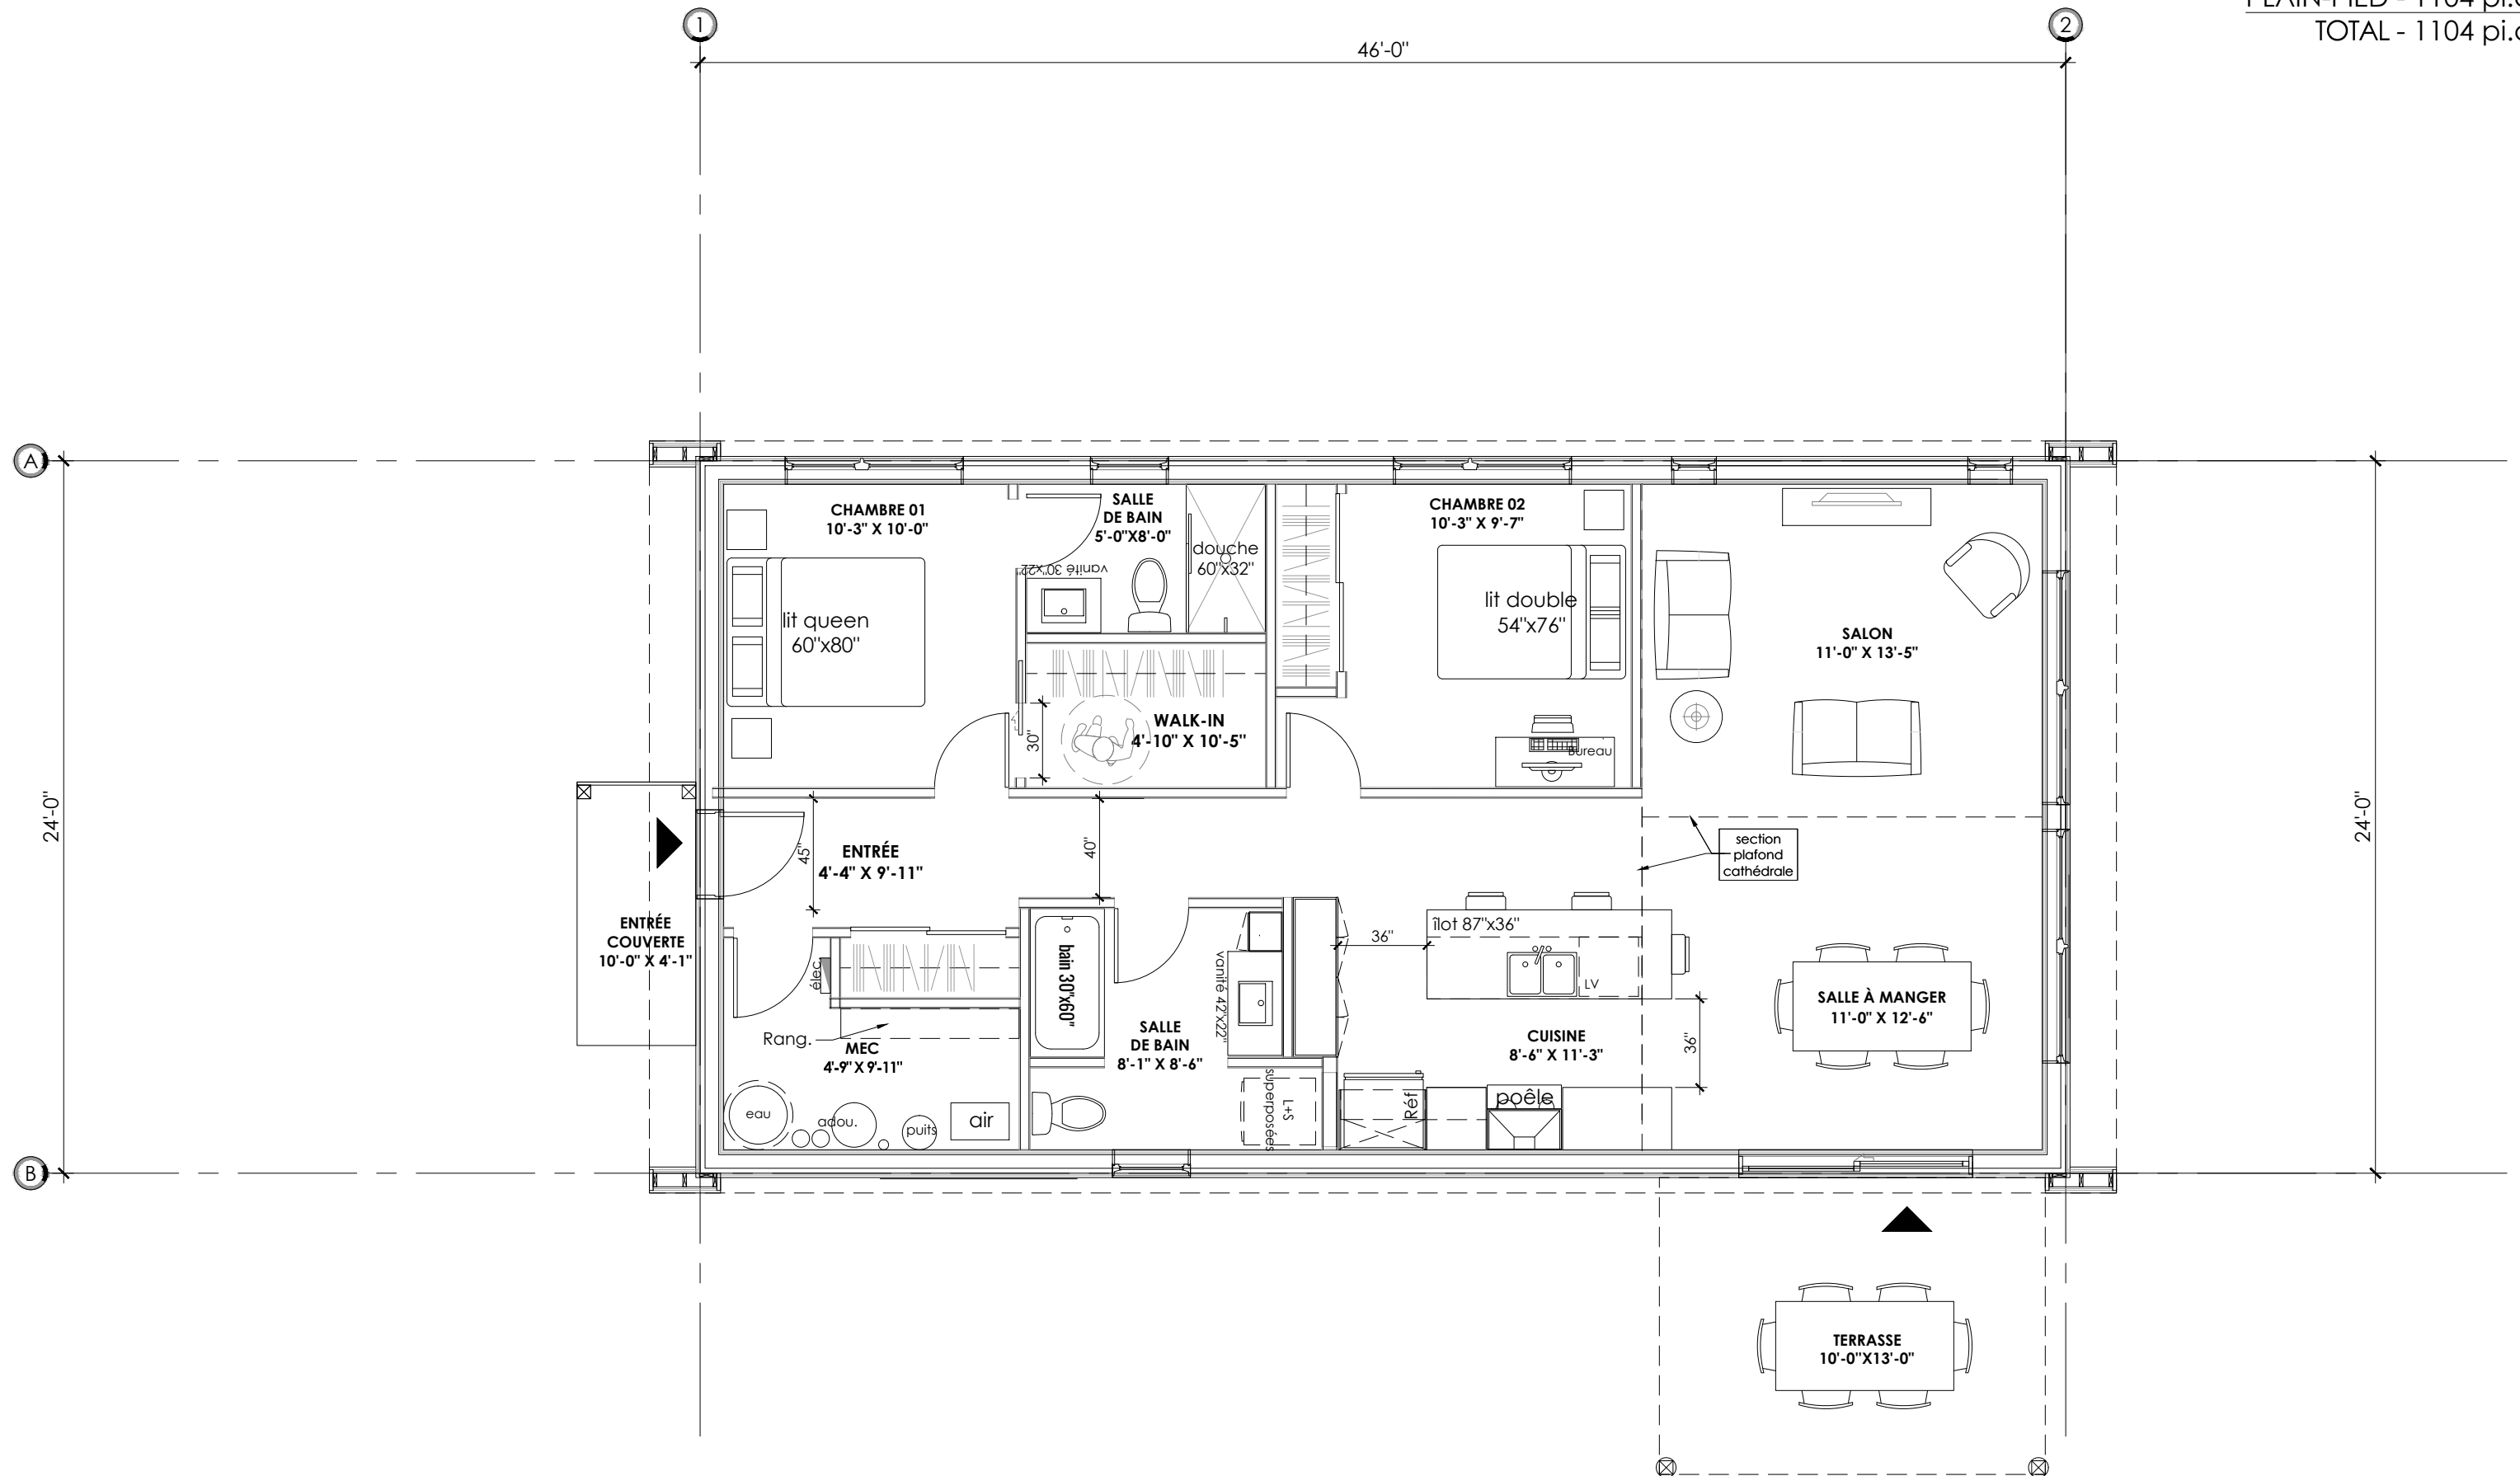 PLAIN-PIED - 1104 pi.c
TOTAL - 1104 pi.c
1
2
46'-0"
A
B
24'-0"
24'-0"
CHAMBRE 01
10'-3" X 10'-0"
lit queen
60"x80"
SALLE
DE BAIN
5'-0"X8'-0"
vanité 30"x22"
douche
60"x32"
WALK-IN
4'-10" X 10'-5"
30"
CHAMBRE 02
10'-3" X 9'-7"
lit double
54"x76"
Bureau
SALON
11'-0" X 13'-5"
section
plafond
cathédrale
ENTRÉE
4'-4" X 9'-11"
45"
40"
ENTRÉE
COUVERTE
10'-0" X 4'-1"
élec.
Rang.
MEC
4'-9" X 9'-11"
eau
adou.
puits
air
bain 30"x60"
SALLE
DE BAIN
8'-1" X 8'-6"
vanité 42"x22"
L+S
superposées
36"
îlot 87"x36"
LV
CUISINE
8'-6" X 11'-3"
36"
Réf
poêle
SALLE À MANGER
11'-0" X 12'-6"
TERRASSE
10'-0"X13'-0"